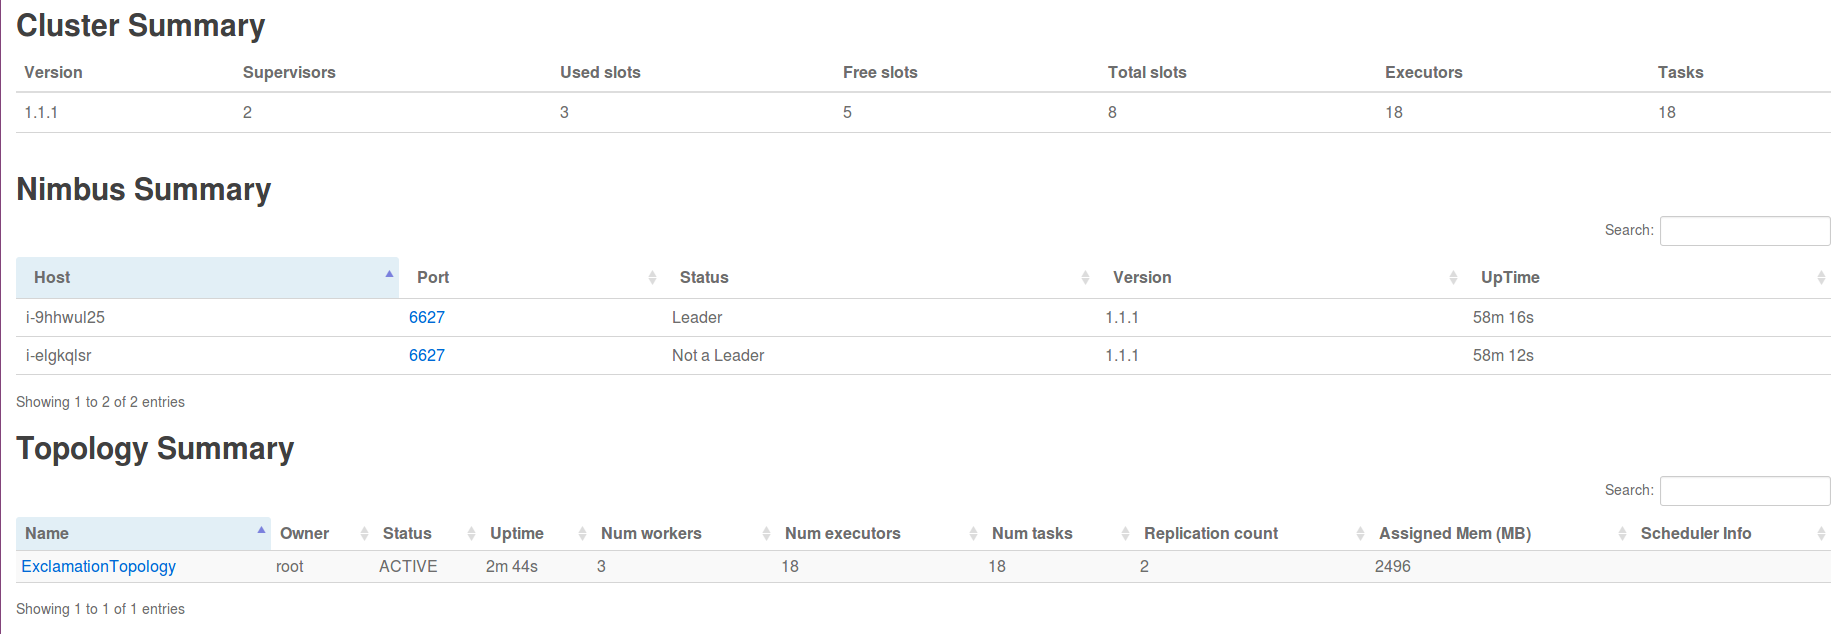 Cluster Summary
Version Supervisors Used slots Free slots Total slots Executors Tasks
1.1.1 2 3 5 8 18 18
Nimbus Summary
Search:
Host Port Status Version UpTime
i-9hhwul25 6627 Leader 1.1.1 58m 16s
i-elgkqlsr 6627 Not a Leader 1.1.1 58m 12s
Showing 1 to 2 of 2 entries
Topology Summary
Search:
Name Owner Status Uptime Num workers Num executors Num tasks Replication count Assigned Mem (MB) Scheduler Info
ExclamationTopology root ACTIVE 2m 44s 3 18 18 2 2496
Showing 1 to 1 of 1 entries